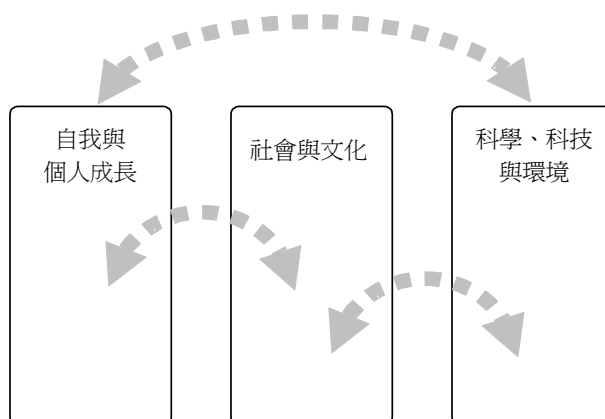 自我與
個人成長
社會與文化
科學、科技
與環境